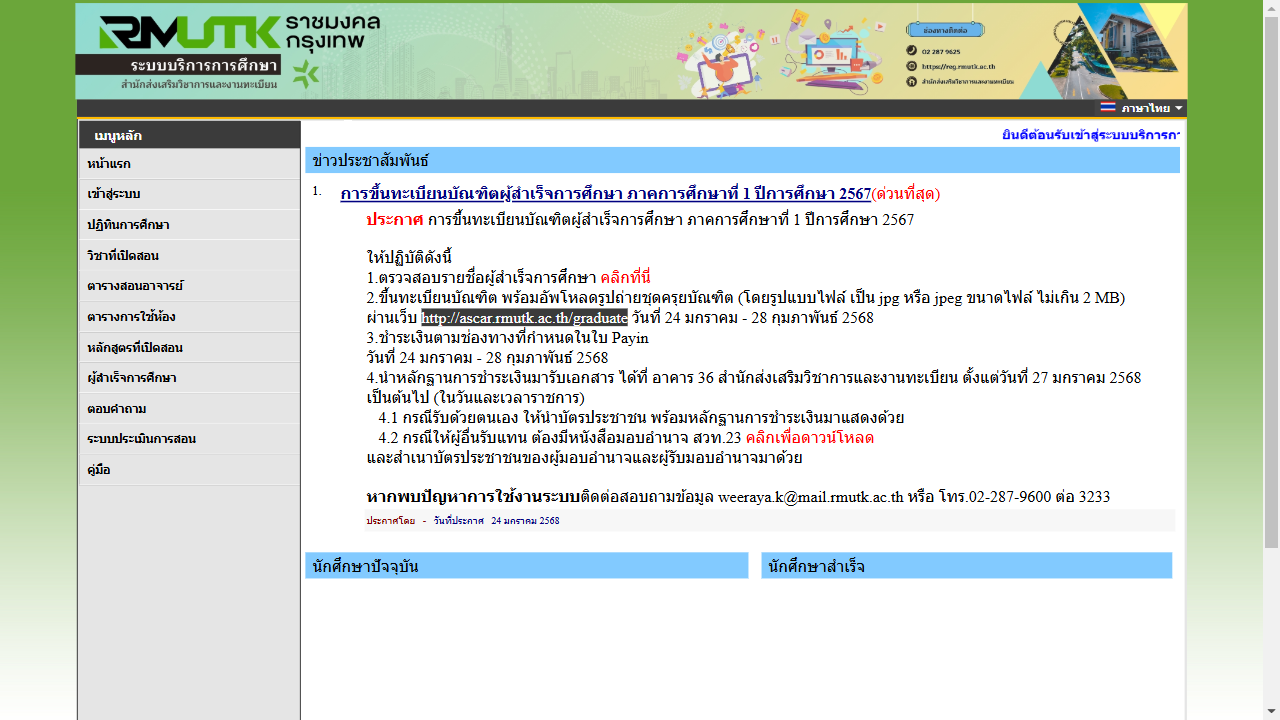 RMUTK ราชมงคล
กรุงเทพ
ระบบบริการการศึกษา
สำนักส่งเสริมวิชาการและงานทะเบียน
ช่องทางติดต่อ
02 287 9625
https://reg.rmutk.ac.th
สำนักส่งเสริมวิชาการและงานทะเบียน
ภาษาไทย
เมนูหลัก
หน้าแรก
เข้าสู่ระบบ
ปฏิทินการศึกษา
วิชาที่เปิดสอน
ตารางสอนอาจารย์
ตารางการใช้ห้อง
หลักสูตรที่เปิดสอน
ผู้สำเร็จการศึกษา
ตอบคำถาม
ระบบประเมินการสอน
คู่มือ
ยินดีต้อนรับเข้าสู่ระบบบริการกา
ข่าวประชาสัมพันธ์
1. การขึ้นทะเบียนบัณฑิตผู้สำเร็จการศึกษา ภาคการศึกษาที่ 1 ปีการศึกษา 2567(ด่วนที่สุด)
ประกาศ การขึ้นทะเบียนบัณฑิตผู้สำเร็จการศึกษา ภาคการศึกษาที่ 1 ปีการศึกษา 2567
ให้ปฏิบัติดังนี้
1.ตรวจสอบรายชื่อผู้สำเร็จการศึกษา คลิกที่นี่
2.ขึ้นทะเบียนบัณฑิต พร้อมอัพโหลดรูปถ่ายชุดครุยบัณฑิต (โดยรูปแบบไฟล์ เป็น jpg หรือ jpeg ขนาดไฟล์ ไม่เกิน 2 MB)
ผ่านเว็บ http://ascar.rmutk.ac.th/graduate วันที่ 24 มกราคม - 28 กุมภาพันธ์ 2568
3.ชำระเงินตามช่องทางที่กำหนดในใบ Payin
วันที่ 24 มกราคม - 28 กุมภาพันธ์ 2568
4.นำหลักฐานการชำระเงินมารับเอกสาร ได้ที่ อาคาร 36 สำนักส่งเสริมวิชาการและงานทะเบียน ตั้งแต่วันที่ 27 มกราคม 2568
เป็นต้นไป (ในวันและเวลาราชการ)
4.1 กรณีรับด้วยตนเอง ให้นำบัตรประชาชน พร้อมหลักฐานการชำระเงินมาแสดงด้วย
4.2 กรณีให้ผู้อื่นรับแทน ต้องมีหนังสือมอบอำนาจ สวท.23 คลิกเพื่อดาวน์โหลด
และสำเนาบัตรประชาชนของผู้มอบอำนาจและผู้รับมอบอำนาจมาด้วย
หากพบปัญหาการใช้งานระบบติดต่อสอบถามข้อมูล weeraya.k@mail.rmutk.ac.th หรือ โทร.02-287-9600 ต่อ 3233
ประกาศโดย - วันที่ประกาศ 24 มกราคม 2568
นักศึกษาปัจจุบัน
นักศึกษาสำเร็จ